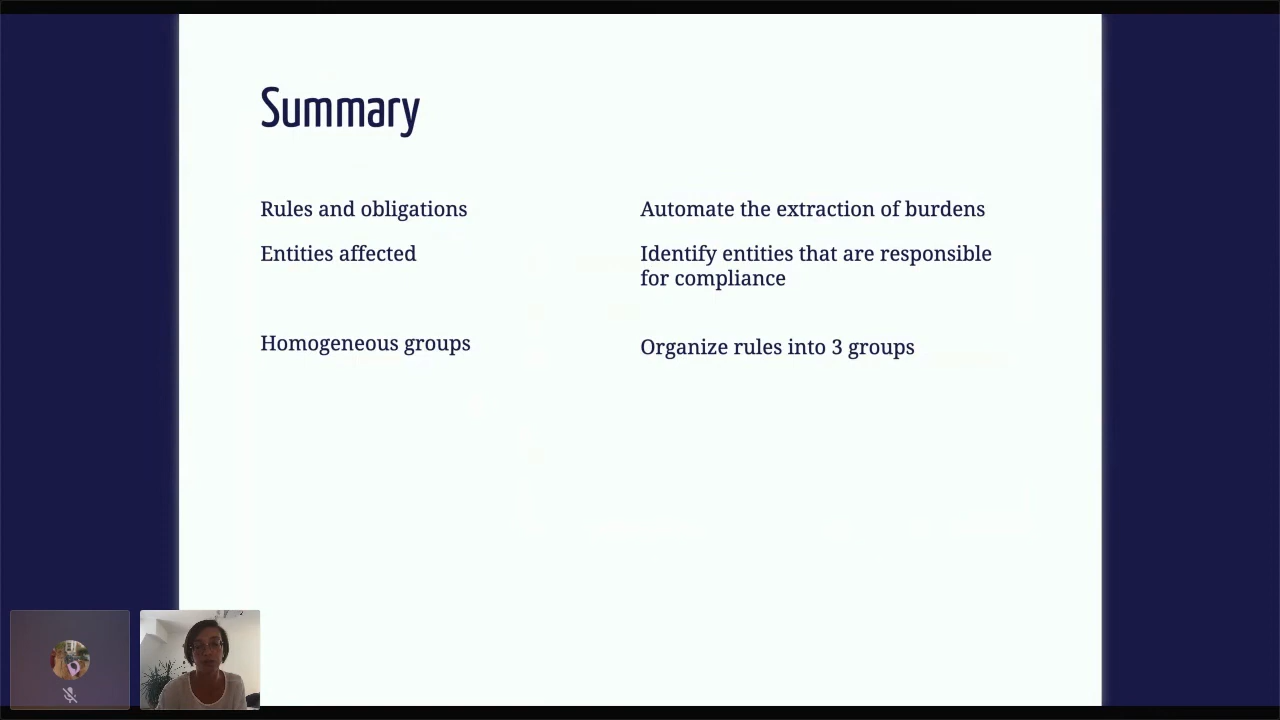 Summary
Rules and obligations
Automate the extraction of burdens
Entities affected
Identify entities that are responsible
for compliance
Homogeneous groups
Organize rules into 3 groups